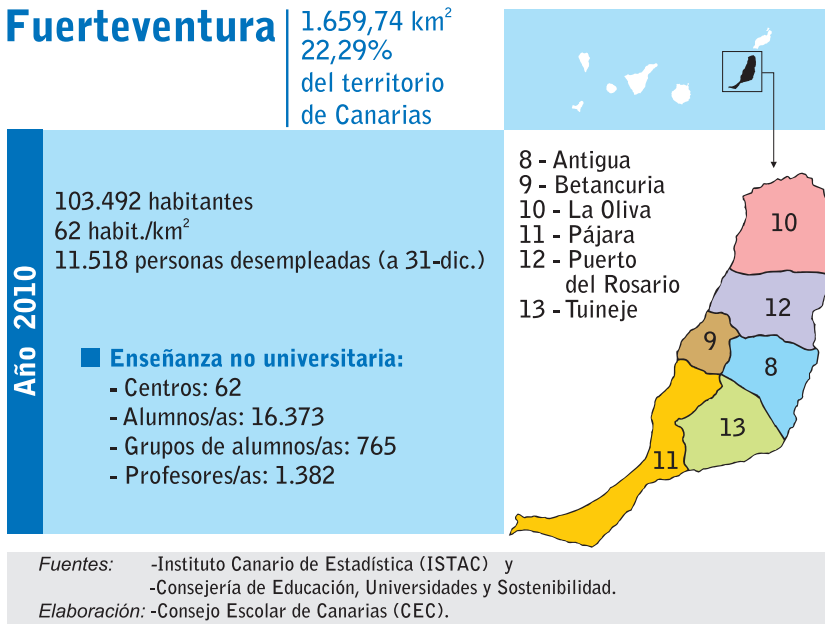 Fuerteventura
1.659,74 km²
22,29%
del territorio
de Canarias
Año 2010
103.492 habitantes
62 habit./km²
11.518 personas desempleadas (a 31-dic.)
Enseñanza no universitaria:
- Centros: 62
- Alumnos/as: 16.373
- Grupos de alumnos/as: 765
- Profesores/as: 1.382
8 - Antigua
9 - Betancuria
10 - La Oliva
11 - Pájara
12 - Puerto
del Rosario
13 - Tuineje
10
12
9
8
13
11
Fuentes: -Instituto Canario de Estadística (ISTAC) y
-Consejería de Educación, Universidades y Sostenibilidad.
Elaboración: -Consejo Escolar de Canarias (CEC).